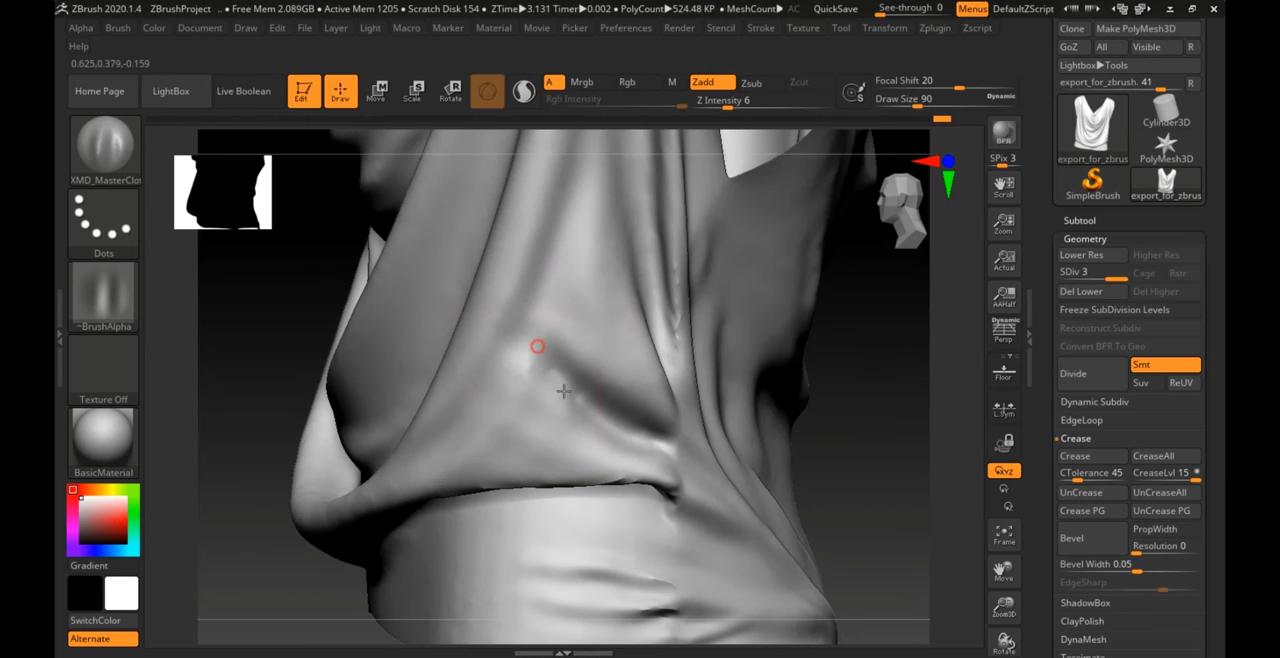 ZBrush 2020.1.4 ZBrushProject .. • Free Mem 2.089GB • Active Mem 1205 • Scratch Disk 154 • ZTime▶3.131 Timer▶0.002 • PolyCount▶524.48 KP • MeshCount▶ AC QuickSave See-through 0 Menus DefaultZScript
Alpha Brush Color Document Draw Edit File Layer Light Macro Marker Material Movie Picker Preferences Render Stencil Stroke Texture Tool Transform Zplugin Zscript
Help
0.625,0.379,-0.159
Home Page LightBox Live Boolean Edit Draw Move Scale Rotate
A Mrgb Rgb M Zadd Zsub Zcut
Rgb Intensity Z Intensity 6
Focal Shift 20
Draw Size 90 Dynamic
S
XMD_MasterClot
Dots
~BrushAlpha
Texture Off
BasicMaterial
Gradient
SwitchColor
Alternate
BPR
SPix 3
Scroll
Zoom
Actual
AAHalf
Dynamic
Persp
Floor
L.Sym
XYZ
Frame
Move
Zoom3D
Rotate
Clone Make PolyMesh3D
GoZ All Visible R
Lightbox▶Tools
export_for_zbrush. 41 R
Cylinder3D
export_for_zbrus PolyMesh3D
SimpleBrush export_for_zbrus
Subtool
Geometry
Lower Res Higher Res
SDiv 3 Cage Rstr
Del Lower Del Higher
Freeze SubDivision Levels
Reconstruct Subdiv
Convert BPR To Geo
Divide Smt
Suv ReUV
Dynamic Subdiv
EdgeLoop
Crease
Crease CreaseAll
CTolerance 45 CreaseLvl 15
UnCrease UnCreaseAll
Crease PG UnCrease PG
Bevel PropWidth
Resolution 0
Bevel Width 0.05
EdgeSharp
ShadowBox
ClayPolish
DynaMesh